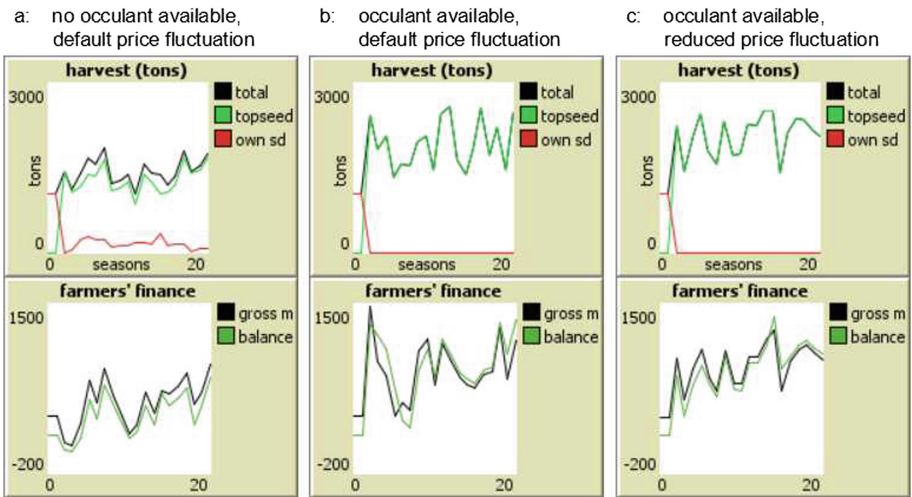 a: no occulant available,
default price fluctuation
b: occulant available,
default price fluctuation
c: occulant available,
reduced price fluctuation
harvest (tons)
3000
tons
0
0 seasons 20
total
topseed
own sd
harvest (tons)
3000
tons
0
0 seasons 20
total
topseed
own sd
harvest (tons)
3000
tons
0
0 seasons 20
total
topseed
own sd
farmers' finance
1500
-200
0 20
gross m
balance
farmers' finance
1500
-200
0 20
gross m
balance
farmers' finance
1500
-200
0 20
gross m
balance